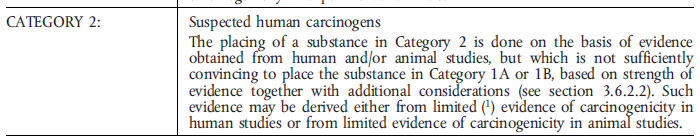 CATEGORY 2:
Suspected human carcinogens
The placing of a substance in Category 2 is done on the basis of evidence
obtained from human and/or animal studies, but which is not sufficiently
convincing to place the substance in Category 1A or 1B, based on strength of
evidence together with additional considerations (see section 3.6.2.2). Such
evidence may be derived either from limited (¹) evidence of carcinogenicity in
human studies or from limited evidence of carcinogenicity in animal studies.